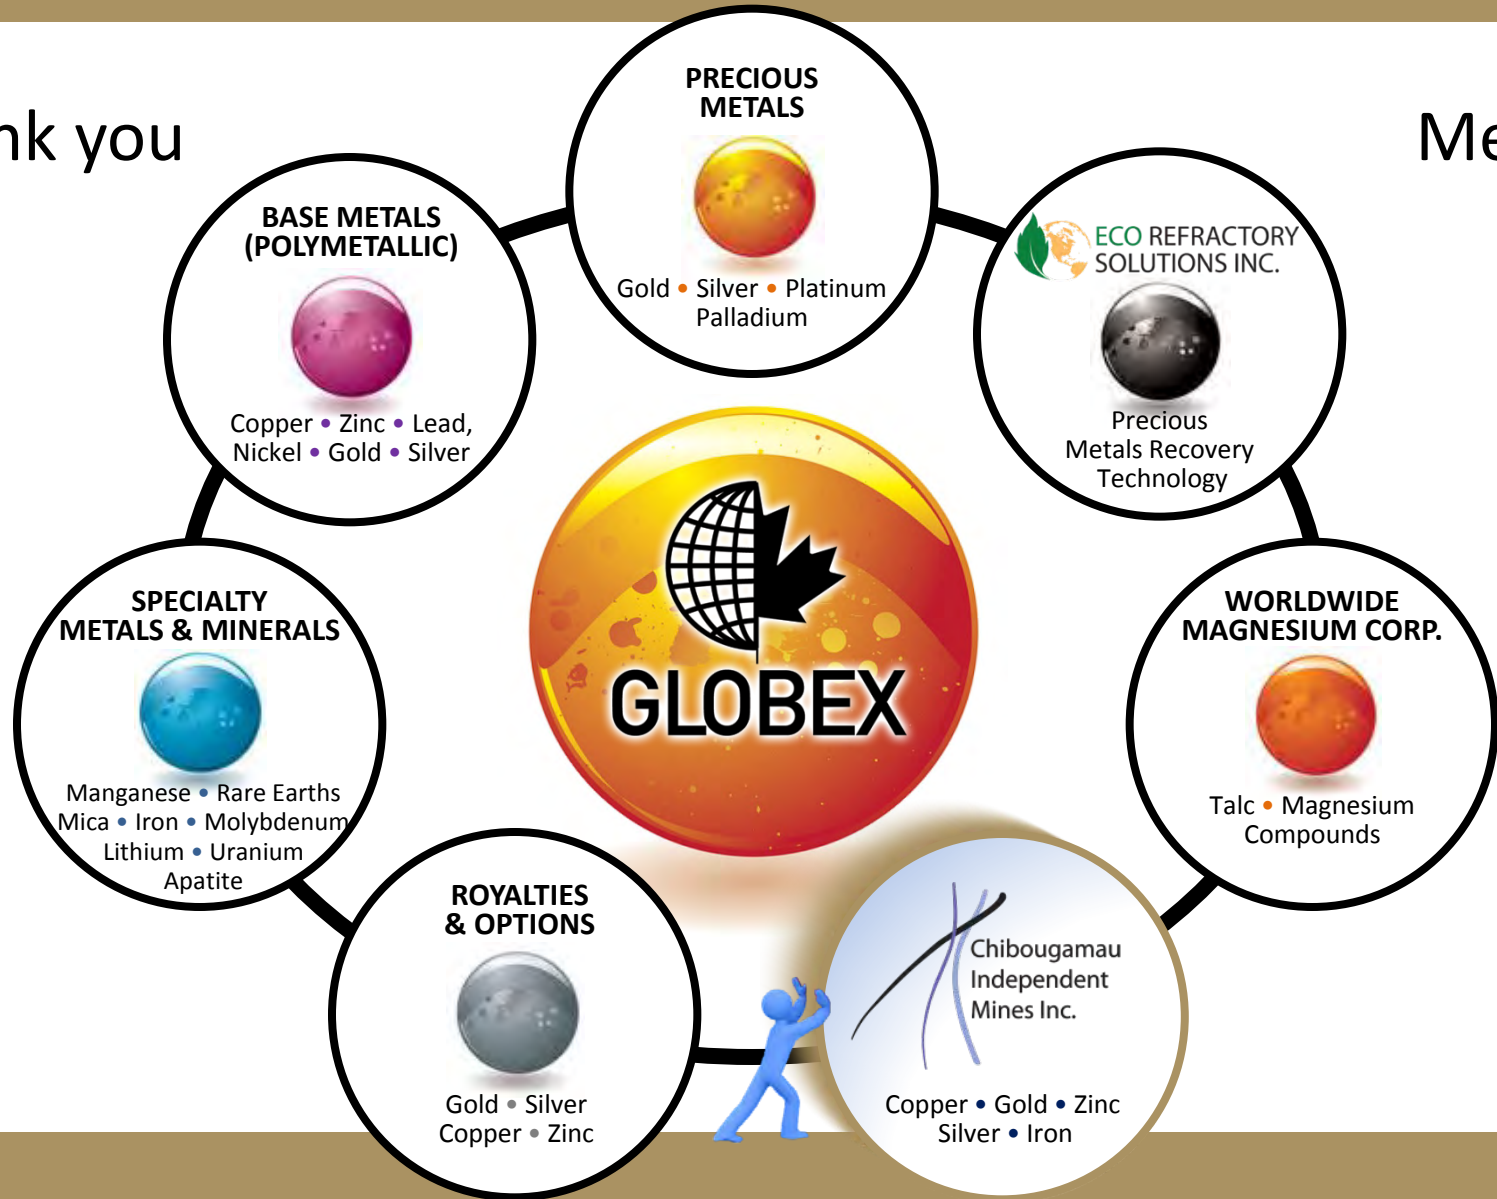 nk you
Me
PRECIOUS
METALS
Gold • Silver • Platinum
Palladium
BASE METALS
(POLYMETALLIC)
Copper • Zinc • Lead,
Nickel • Gold • Silver
ECO REFRACTORY
SOLUTIONS INC.
Precious
Metals Recovery
Technology
SPECIALTY
METALS & MINERALS
Manganese • Rare Earths
Mica • Iron • Molybdenum
Lithium • Uranium
Apatite
GLOBEX
WORLDWIDE
MAGNESIUM CORP.
Talc • Magnesium
Compounds
ROYALTIES
& OPTIONS
Gold • Silver
Copper • Zinc
Chibougamau
Independent
Mines Inc.
Copper • Gold • Zinc
Silver • Iron